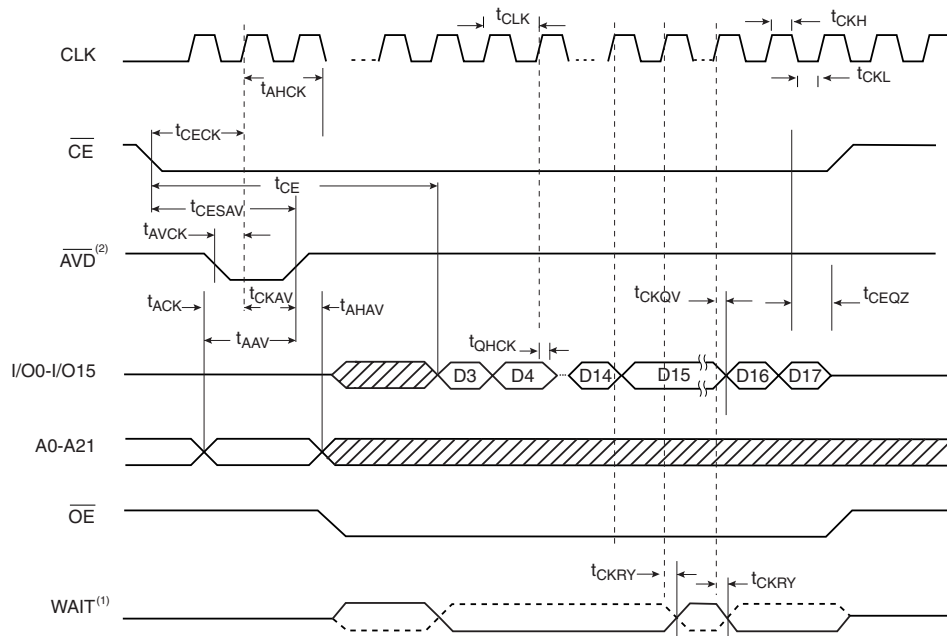 tCLK
tCKH
CLK
tAHCK
tCKL
tCECK
CE
tCE
tCESAV
tAVCK
AVD(2)
tACK
tCKAV
tAHAV
tCKQV
tCEQZ
tAAV
tQHCK
I/O0-I/O15
D3
D4
D14
D15
D16
D17
A0-A21
OE
tCKRY
tCKRY
WAIT(1)